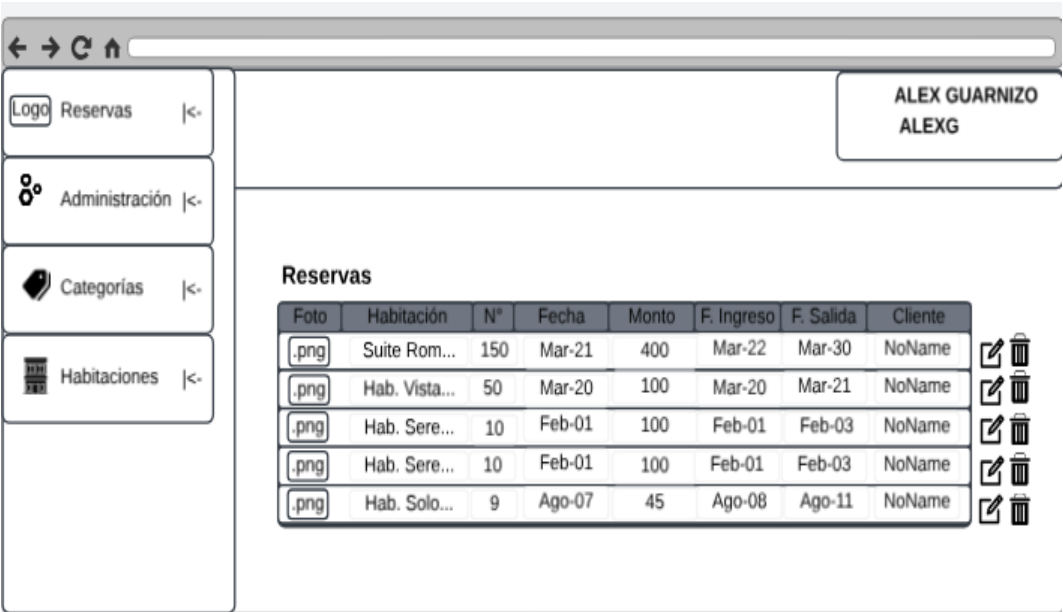 ALEX GUARNIZO
ALEXG
Logo Reservas |<-
Administración |<-
Categorías |<-
Habitaciones |<-
Reservas
Foto Habitación N° Fecha Monto F. Ingreso F. Salida Cliente
.png Suite Rom... 150 Mar-21 400 Mar-22 Mar-30 NoName
.png Hab. Vista... 50 Mar-20 100 Mar-20 Mar-21 NoName
.png Hab. Sere... 10 Feb-01 100 Feb-01 Feb-03 NoName
.png Hab. Sere... 10 Feb-01 100 Feb-01 Feb-03 NoName
.png Hab. Solo... 9 Ago-07 45 Ago-08 Ago-11 NoName